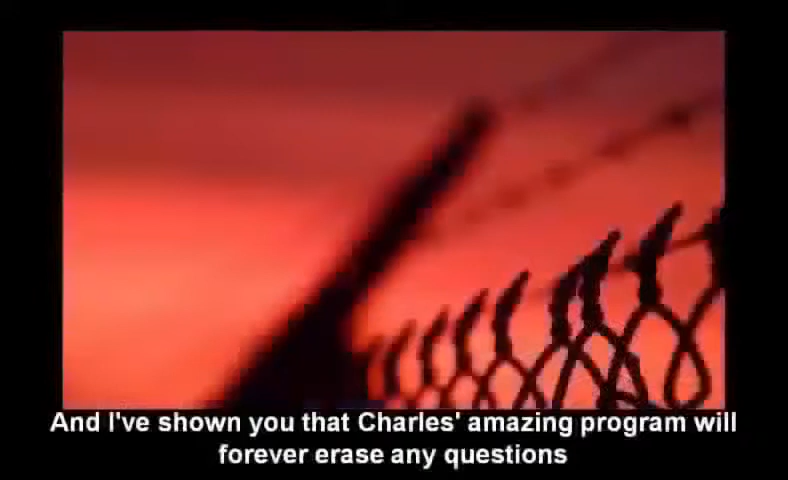 And I've shown you that Charles' amazing program will
forever erase any questions